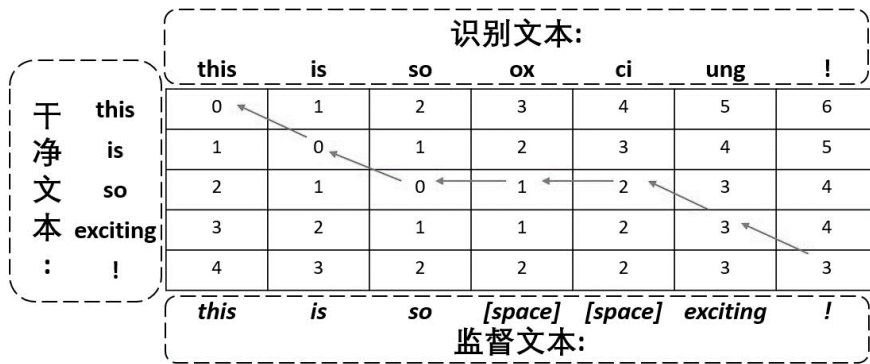 识别文本:
this is so ox ci ung !
干净文本:
this 0 1 2 3 4 5 6
is 1 0 1 2 3 4 5
so 2 1 0 1 2 3 4
exciting 3 2 1 1 2 3 4
! 4 3 2 2 2 3 3
this is so [space] [space] exciting !
监督文本: